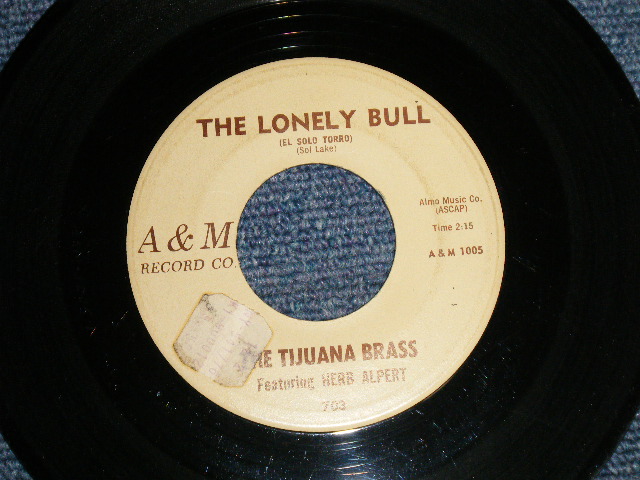 THE LONELY BULL
(EL SOLO TORRO)
(Sol Lake)
Almo Music Co.
(ASCAP)
Time 2:15
A & M 1005
A & M
RECORD CO.
TIJUANA BRASS
Featuring HERB ALPERT
703